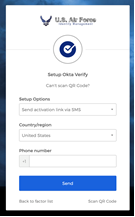 U.S. Air Force
Identity Management
Setup Okta Verify
Can't scan QR Code?
Setup Options
Send activation link via SMS
Country/region
United States
Phone number
Send
Back to factor list
Scan QR Code